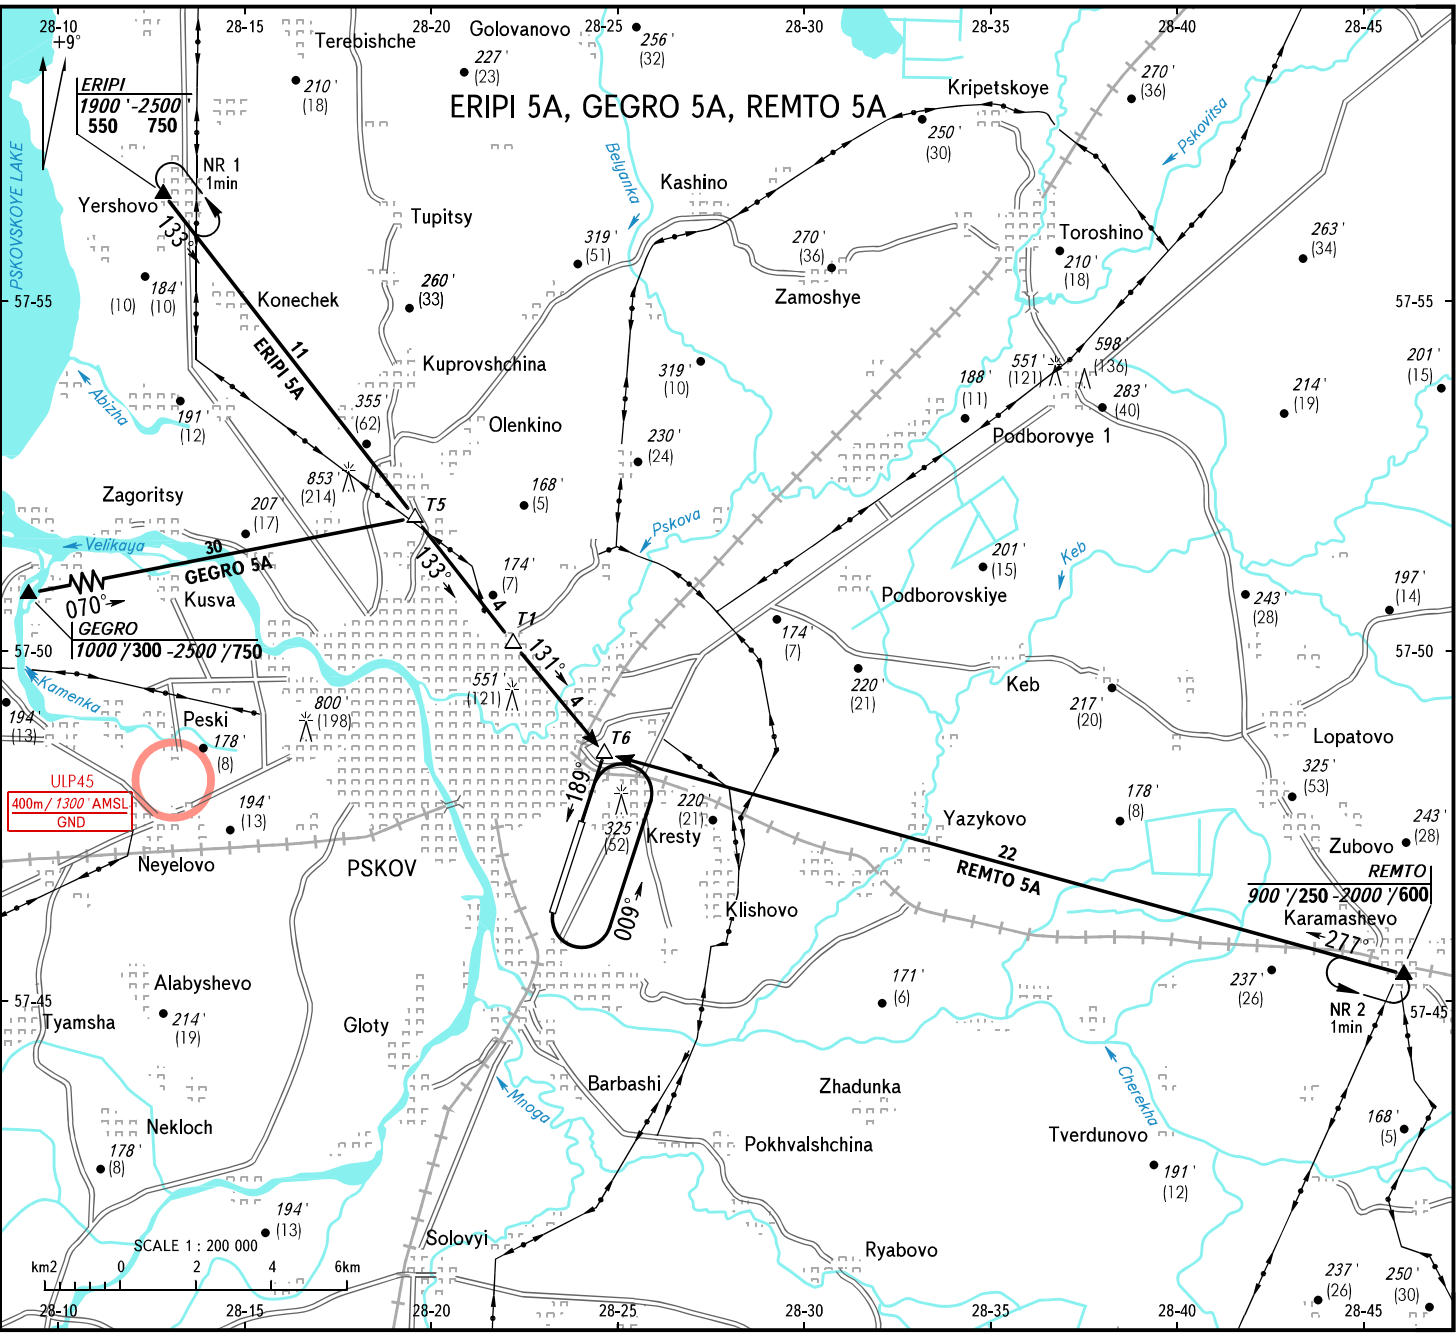 28-10
28-15
28-20
28-25
28-30
28-35
28-40
28-45
+9°
Terebishche
Golovanovo
256'
(32)
227'
(23)
210'
(18)
ERIPI
1900'-2500'
550 750
ERIPI 5A, GEGRO 5A, REMTO 5A
Kripetskoye
270'
(36)
250'
(30)
Pskovitsa
PSKOVSKOYE LAKE
NR 1
1min
Belyanka
Kashino
Yershovo
133°
Tupitsy
319'
(51)
270'
(36)
Toroshino
210'
(18)
263'
(34)
184'
(10)
(10)
Konechek
260'
(33)
Zamoshye
57-55
57-55
11
ERIPI 5A
Kuprovshchina
319'
(10)
551'
(121)
598'
(136)
201'
(15)
Abizha
191'
(12)
355'
(62)
188'
(11)
283'
(40)
214'
(19)
Olenkino
230'
(24)
Podborovye 1
853'
(214)
168'
(5)
Zagoritsy
207'
(17)
T5
Pskova
Velikaya
30
GEGRO 5A
133°
174'
(7)
4
201'
(15)
Keb
070°
Kusva
Podborovskiye
243'
(28)
197'
(14)
GEGRO
1000'/300 -2500'/750
T1
174'
(7)
57-50
57-50
131°
4
Kamenka
551'
(121)
220'
(21)
Keb
217'
(20)
194'
(13)
Peski
178'
(8)
800'
(198)
T6
Lopatovo
ULP45
400m/1300' AMSL
GND
189°
325'
(53)
194'
(13)
325'
(52)
220'
(21)
Kresty
Yazykovo
178'
(8)
243'
(28)
Zubovo
Neyelovo
PSKOV
22
REMTO 5A
REMTO
900'/250 -2000'/600
Klishovo
009°
Karamashevo
277°
171'
(6)
237'
(26)
Alabyshevo
57-45
214'
(19)
Tyamsha
Gloty
NR 2
1min
57-45
Barbashi
Zhadunka
Mnoga
Cherekha
Nekloch
178'
(8)
Pokhvalshchina
Tverdunovo
168'
(5)
191'
(12)
194'
(13)
Solovyi
Ryabovo
SCALE 1 : 200 000
km2 0 2 4 6km
237'
(26)
250'
(30)
28-10
28-15
28-20
28-25
28-30
28-35
28-40
28-45